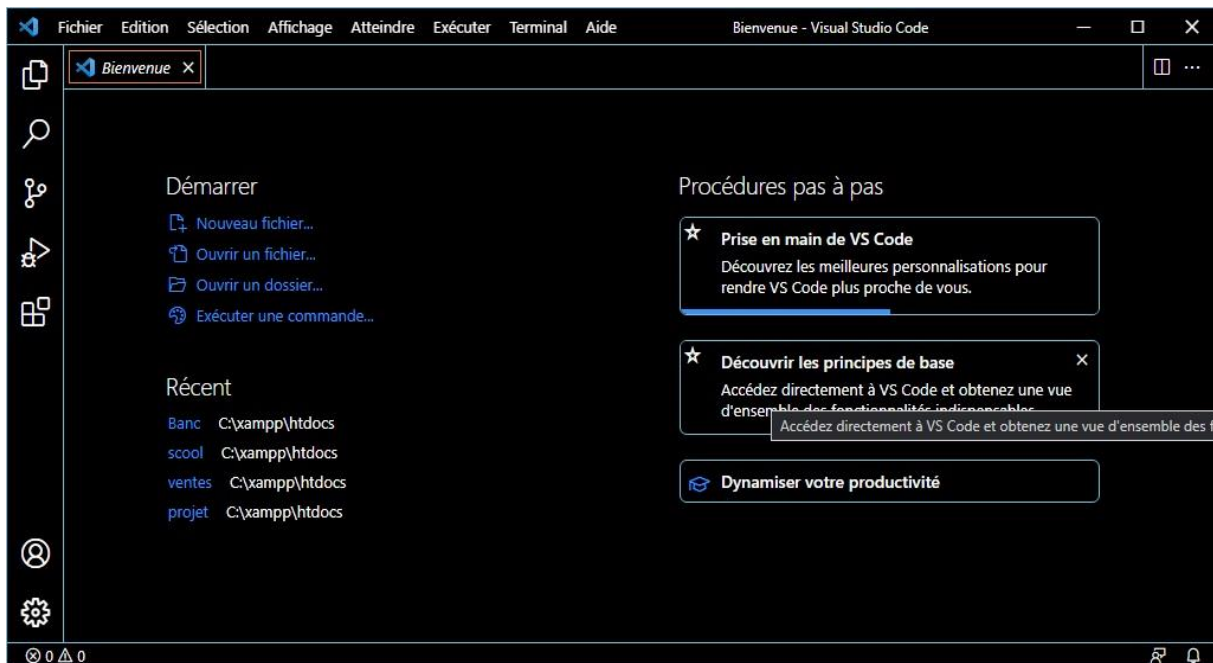 Fichier Edition Sélection Affichage Atteindre Exécuter Terminal Aide Bienvenue - Visual Studio Code
Bienvenue
Démarrer
Nouveau fichier...
Ouvrir un fichier...
Ouvrir un dossier...
Exécuter une commande...
Récent
Banc C:\xampp\htdocs
scool C:\xampp\htdocs
ventes C:\xampp\htdocs
projet C:\xampp\htdocs
Procédures pas à pas
Prise en main de VS Code
Découvrez les meilleures personnalisations pour
rendre VS Code plus proche de vous.
Découvrir les principes de base
Accédez directement à VS Code et obtenez une vue
d'ensemble des fonctionnalités indispensables
Accédez directement à VS Code et obtenez une vue d'ensemble des f
Dynamiser votre productivité
0 0